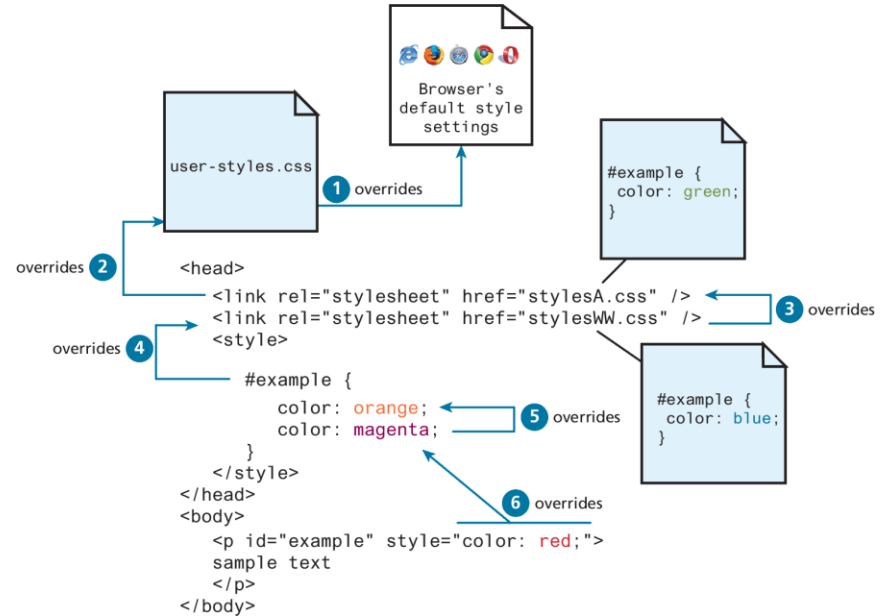 Browser's
default style
settings
user-styles.css
1 overrides
#example {
color: green;
}
overrides 2
<head>
<link rel="stylesheet" href="stylesA.css" />
<link rel="stylesheet" href="stylesWW.css" />
3 overrides
<style>
overrides 4
#example {
color: orange;
color: magenta;
5 overrides
}
#example {
color: blue;
}
</style>
</head>
6 overrides
<body>
<p id="example" style="color: red;">
sample text
</p>
</body>